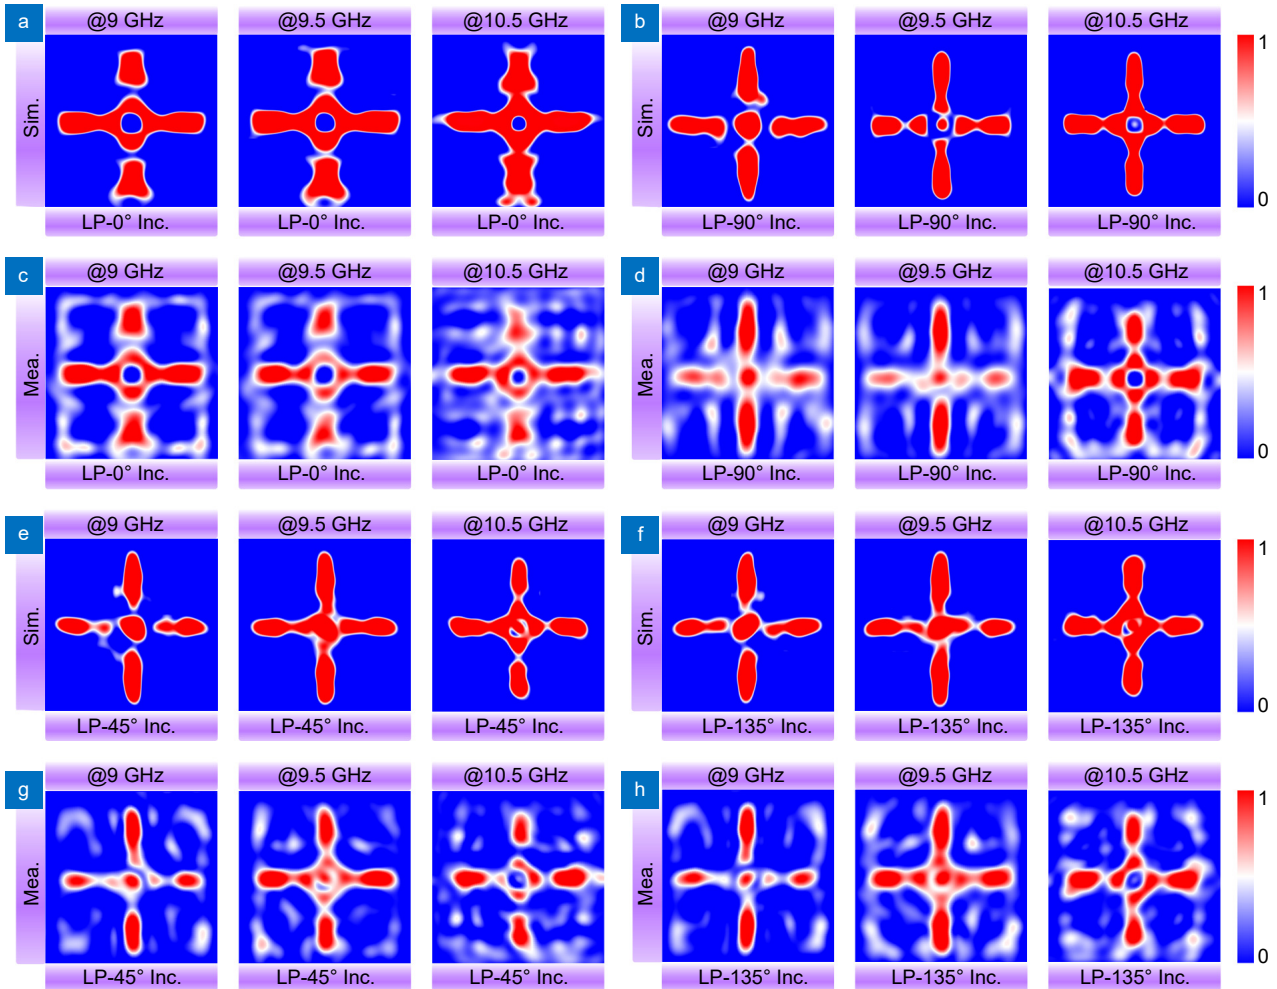 a @9 GHz @9.5 GHz @10.5 GHz b @9 GHz @9.5 GHz @10.5 GHz
1
Sim. Sim.
0
LP-0° Inc. LP-0° Inc. LP-0° Inc. LP-90° Inc. LP-90° Inc. LP-90° Inc.
c @9 GHz @9.5 GHz @10.5 GHz d @9 GHz @9.5 GHz @10.5 GHz
1
Mea. Mea.
0
LP-0° Inc. LP-0° Inc. LP-0° Inc. LP-90° Inc. LP-90° Inc. LP-90° Inc.
e @9 GHz @9.5 GHz @10.5 GHz f @9 GHz @9.5 GHz @10.5 GHz
1
Sim. Sim.
0
LP-45° Inc. LP-45° Inc. LP-45° Inc. LP-135° Inc. LP-135° Inc. LP-135° Inc.
g @9 GHz @9.5 GHz @10.5 GHz h @9 GHz @9.5 GHz @10.5 GHz
1
Mea. Mea.
0
LP-45° Inc. LP-45° Inc. LP-45° Inc. LP-135° Inc. LP-135° Inc. LP-135° Inc.